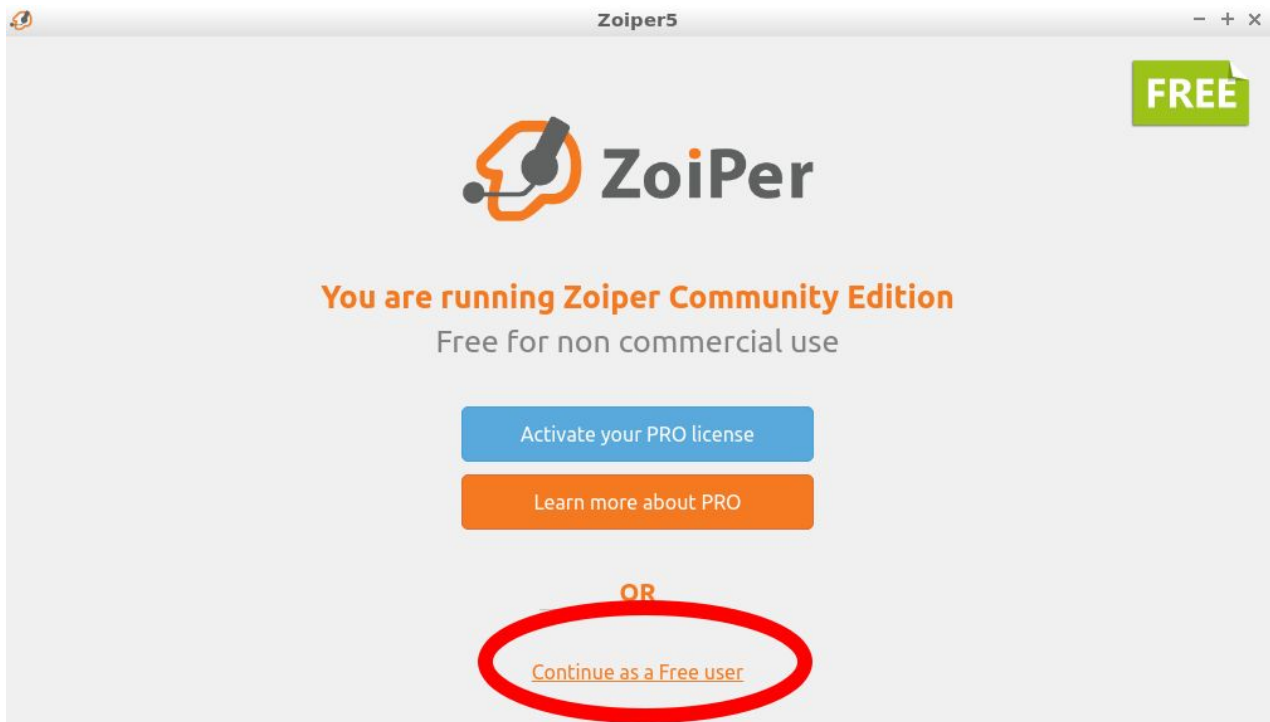 Zoiper5
FREE
ZoiPer
You are running Zoiper Community Edition
Free for non commercial use
Activate your PRO license
Learn more about PRO
OR
Continue as a Free user